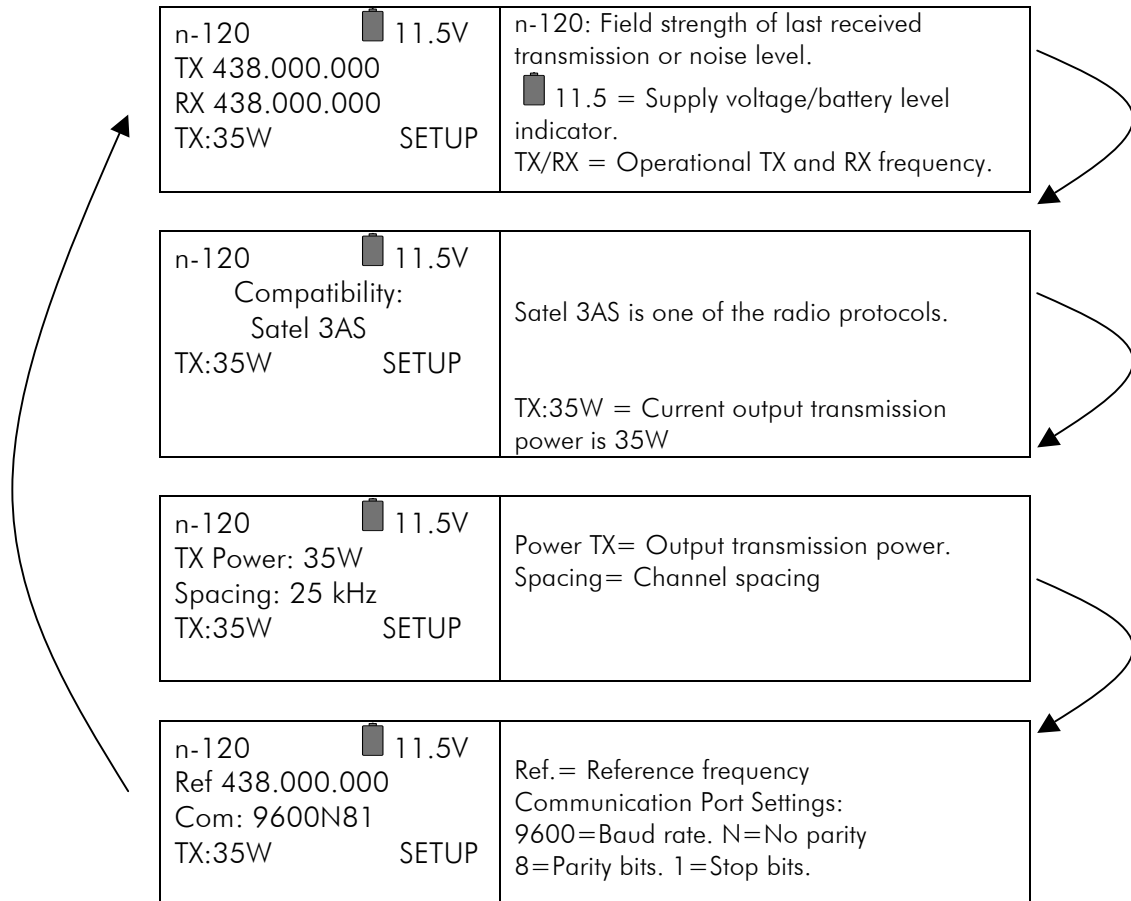 n-120 11.5V
TX 438.000.000
RX 438.000.000
TX:35W SETUP
n-120: Field strength of last received
transmission or noise level.
11.5 = Supply voltage/battery level
indicator.
TX/RX = Operational TX and RX frequency.
n-120 11.5V
Compatibility:
Satel 3AS
TX:35W SETUP
Satel 3AS is one of the radio protocols.
TX:35W = Current output transmission
power is 35W
n-120 11.5V
TX Power: 35W
Spacing: 25 kHz
TX:35W SETUP
Power TX= Output transmission power.
Spacing= Channel spacing
n-120 11.5V
Ref 438.000.000
Com: 9600N81
TX:35W SETUP
Ref.= Reference frequency
Communication Port Settings:
9600=Baud rate. N=No parity
8=Parity bits. 1=Stop bits.